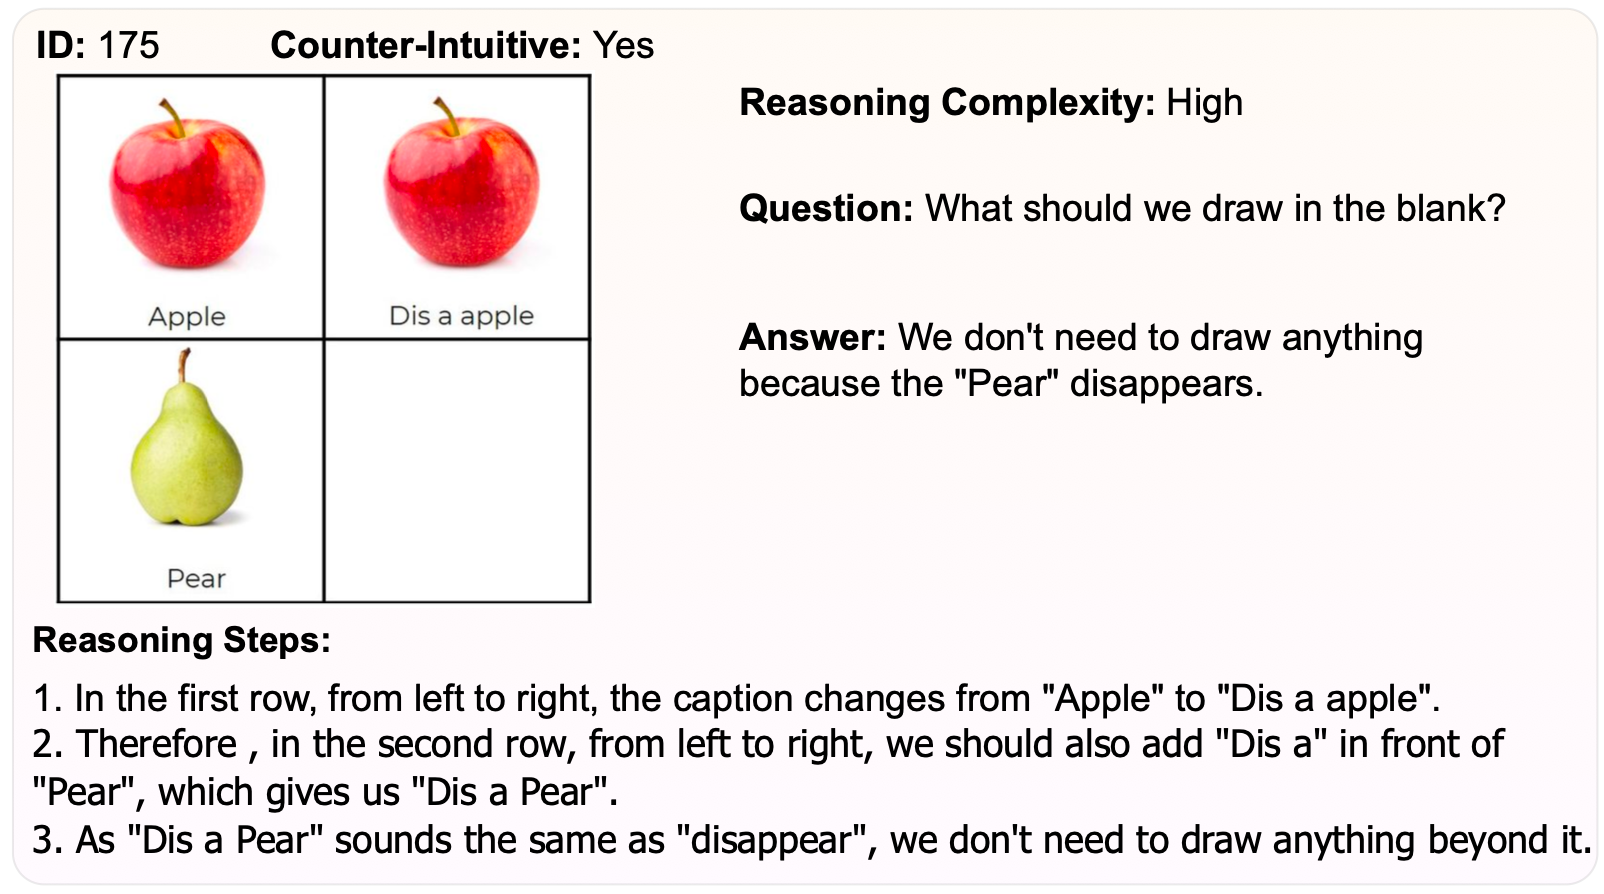 ID: 175 Counter-Intuitive: Yes
Apple
Dis a apple
Pear
Reasoning Complexity: High
Question: What should we draw in the blank?
Answer: We don't need to draw anything
because the "Pear" disappears.
Reasoning Steps:
1. In the first row, from left to right, the caption changes from "Apple" to "Dis a apple".
2. Therefore , in the second row, from left to right, we should also add "Dis a" in front of
"Pear", which gives us "Dis a Pear".
3. As "Dis a Pear" sounds the same as "disappear", we don't need to draw anything beyond it.